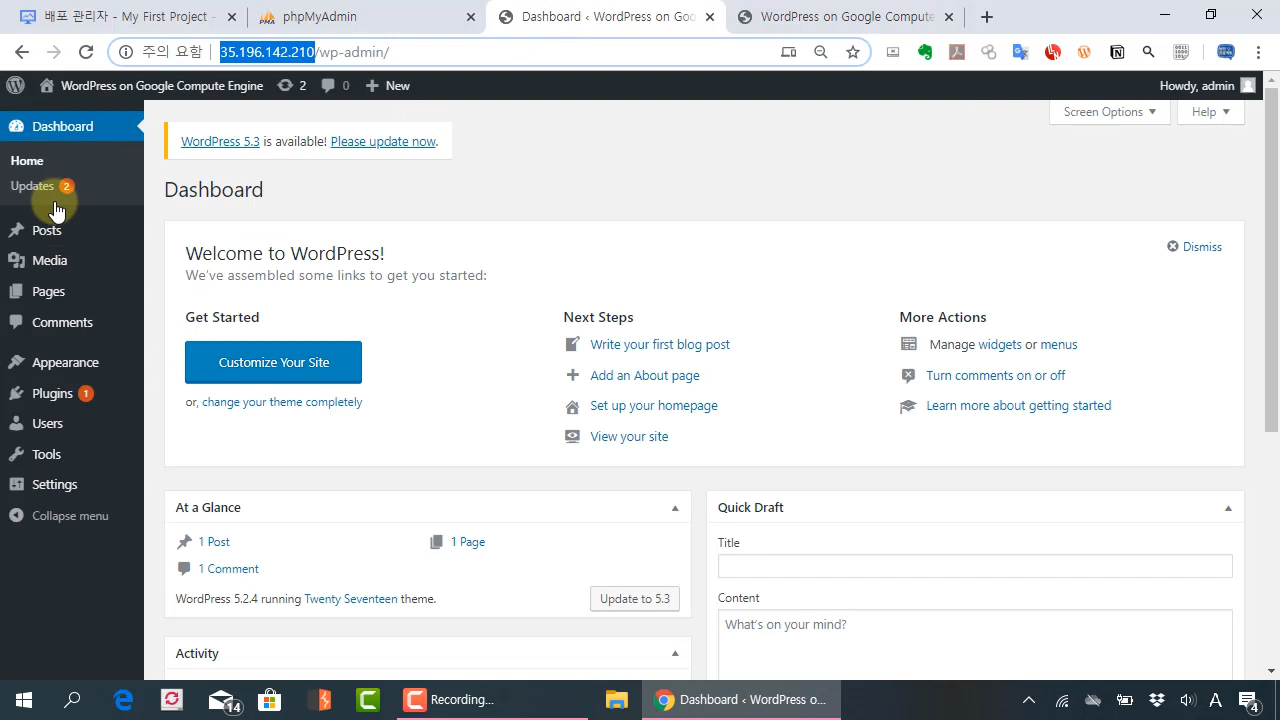 배포 관리자 - My First Project -
phpMyAdmin
Dashboard ‹ WordPress on Goo
WordPress on Google Compute
주의 요함
35.196.142.210/wp-admin/
WordPress on Google Compute Engine
2
0
New
Howdy, admin
Dashboard
Home
Updates 2
Posts
Media
Pages
Comments
Appearance
Plugins 1
Users
Tools
Settings
Collapse menu
Screen Options
Help
WordPress 5.3 is available! Please update now.
Dashboard
Welcome to WordPress!
We've assembled some links to get you started:
Dismiss
Get Started
Customize Your Site
or, change your theme completely
Next Steps
Write your first blog post
Add an About page
Set up your homepage
View your site
More Actions
Manage widgets or menus
Turn comments on or off
Learn more about getting started
At a Glance
1 Post
1 Page
1 Comment
WordPress 5.2.4 running Twenty Seventeen theme.
Update to 5.3
Activity
Quick Draft
Title
Content
What's on your mind?
14
Recording...
Dashboard ‹ WordPress o...
A
4